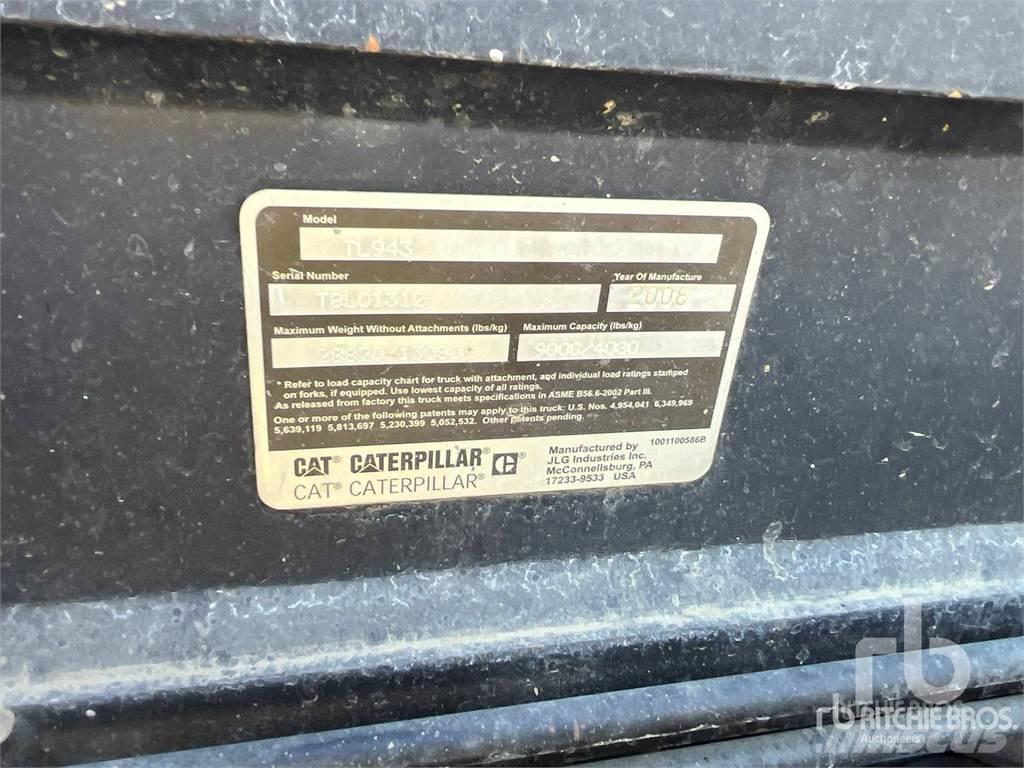 Model
TL943
Serial Number
Year Of Manufacture
TBL01310
2008
Maximum Weight Without Attachments (lbs/kg)
Maximum Capacity (lbs/kg)
9000/4080
* Refer to load capacity chart for truck with attachment, and individual load ratings stamped
on forks, if equipped. Use lowest capacity of all ratings.
As released from factory this truck meets specifications in ASME B56.6-2002 Part III.
One or more of the following patents may apply to this truck: U.S. Nos. 4,954,041 6,349,969
5,639,119 5,813,697 5,230,399 5,052,532. Other patents pending.
CAT® CATERPILLAR®
CAT® CATERPILLAR®
Manufactured by
JLG Industries Inc.
McConnellsburg, PA
17233-9533 USA
1001100586B
rb
rb RITCHIE BROS.
Auctioneers